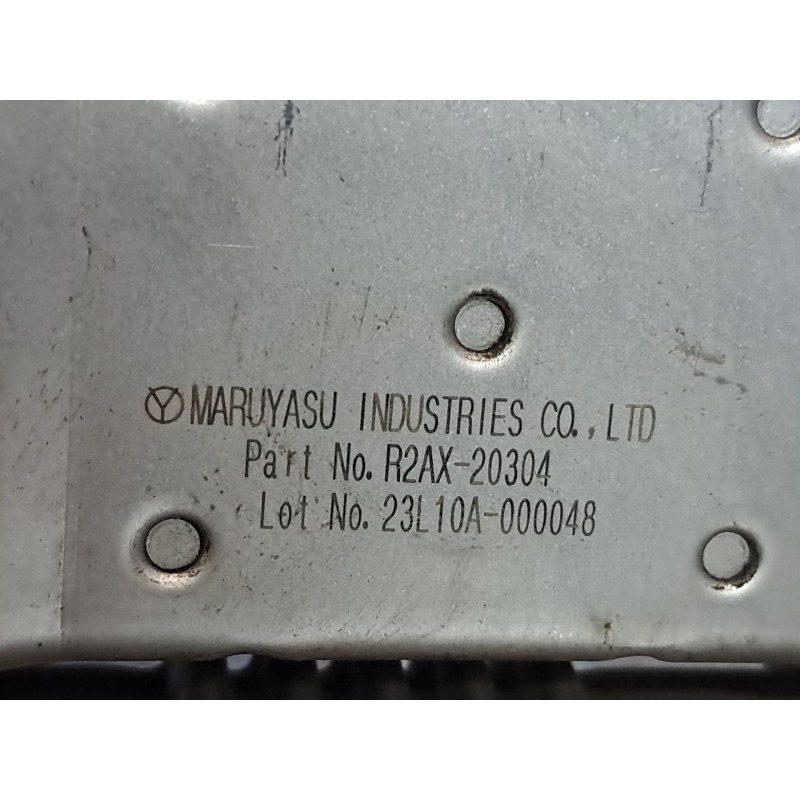 MARUYASU INDUSTRIES CO., LTD
Part No. R2AX-20304
Lot No. 23L10A-000048